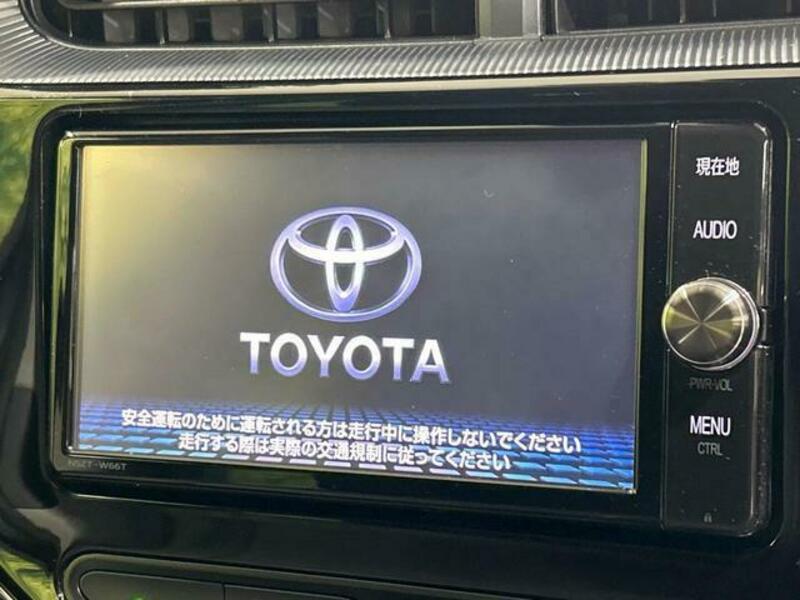 現在地
AUDIO
TOYOTA
PWR·VOL
安全運転のために運転される方は走行中に操作しないでください
走行する際は実際の交通規制に従ってください
MENU
CTRL
NSZT-W66T